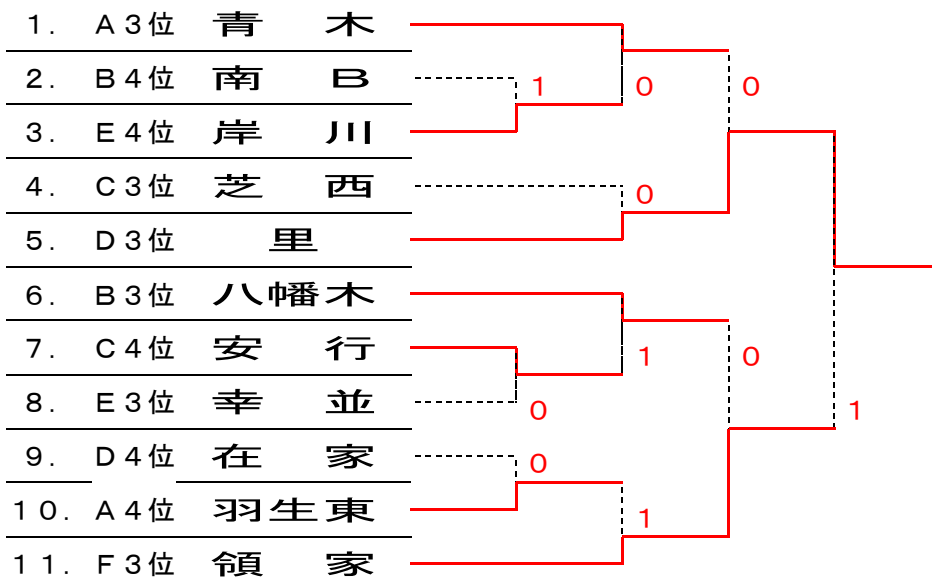 １． Ａ３位 青 木
２． Ｂ４位 南 Ｂ
1 0 0
３． Ｅ４位 岸 川
４． Ｃ３位 芝 西
0
５． Ｄ３位 里
６． Ｂ３位 八幡木
７． Ｃ４位 安 行
1 0
８． Ｅ３位 幸 並
0 1
９． Ｄ４位 在 家
0
１０． Ａ４位 羽生東
1
１１． Ｆ３位 領 家